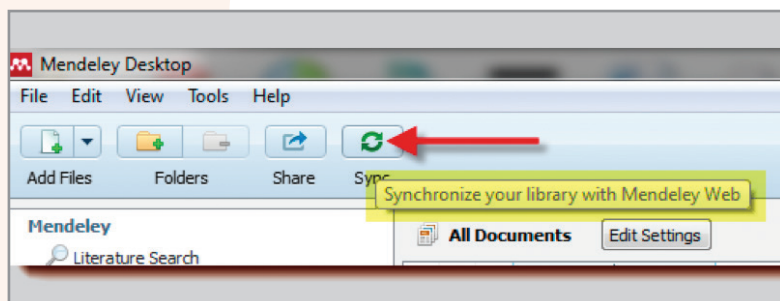 Mendeley Desktop
File Edit View Tools Help
Add Files Folders Share Sync
Synchronize your library with Mendeley Web
Mendeley
All Documents Edit Settings
Literature Search